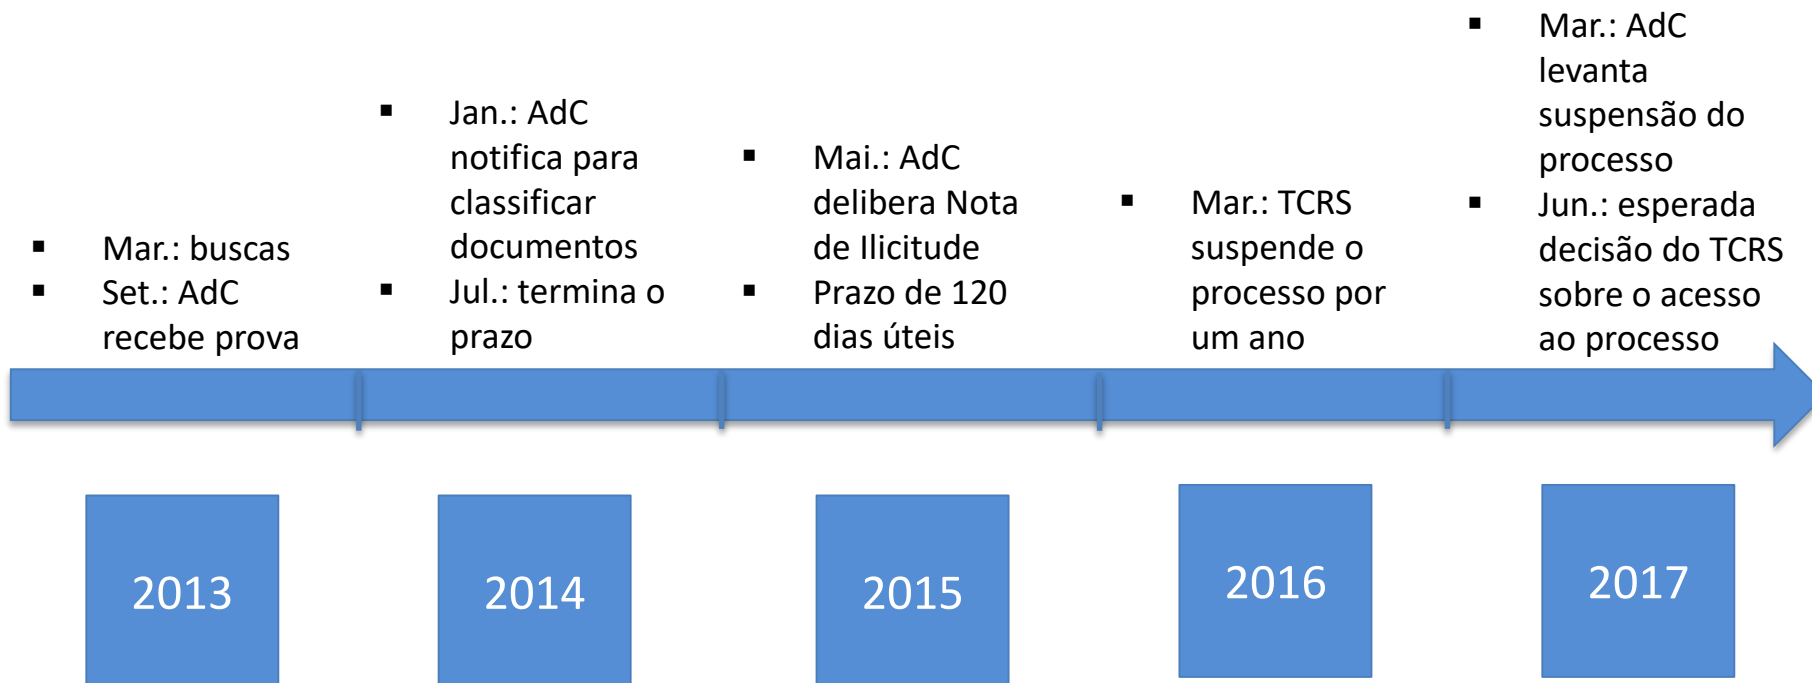 ▪ Mar.: buscas
▪ Set.: AdC
recebe prova
▪ Jan.: AdC
notifica para
classificar
documentos
▪ Jul.: termina o
prazo
▪ Mai.: AdC
delibera Nota
de Ilicitude
▪ Prazo de 120
dias úteis
▪ Mar.: TCRS
suspende o
processo por
um ano
▪ Mar.: AdC
levanta
suspensão do
processo
▪ Jun.: esperada
decisão do TCRS
sobre o acesso
ao processo
2013
2014
2015
2016
2017